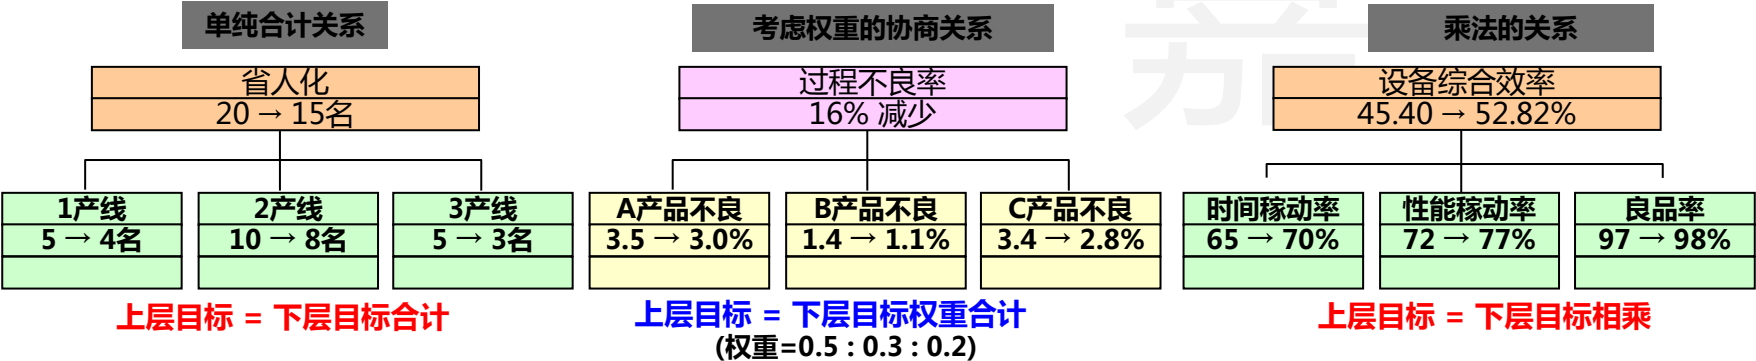 单纯合计关系
省人化
20 → 15名
1产线
5 → 4名
2产线
10 → 8名
3产线
5 → 3名
上层目标 = 下层目标合计
考虑权重的协商关系
过程不良率
16% 减少
A产品不良
3.5 → 3.0%
B产品不良
1.4 → 1.1%
C产品不良
3.4 → 2.8%
上层目标 = 下层目标权重合计
(权重=0.5 : 0.3 : 0.2)
乘法的关系
设备综合效率
45.40 → 52.82%
时间稼动率
65 → 70%
性能稼动率
72 → 77%
良品率
97 → 98%
上层目标 = 下层目标相乘